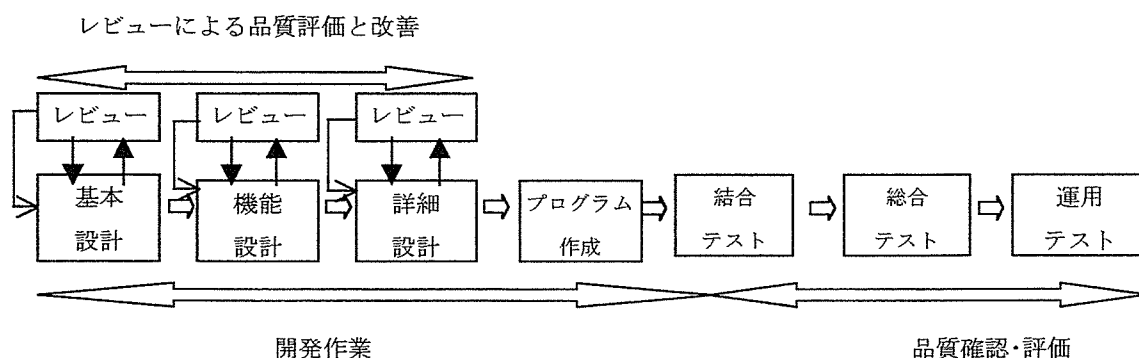 レビューによる品質評価と改善
レビュー
レビュー
レビュー
基本
設計
機能
設計
詳細
設計
プログラム
作成
結合
テスト
総合
テスト
運用
テスト
開発作業
品質確認・評価